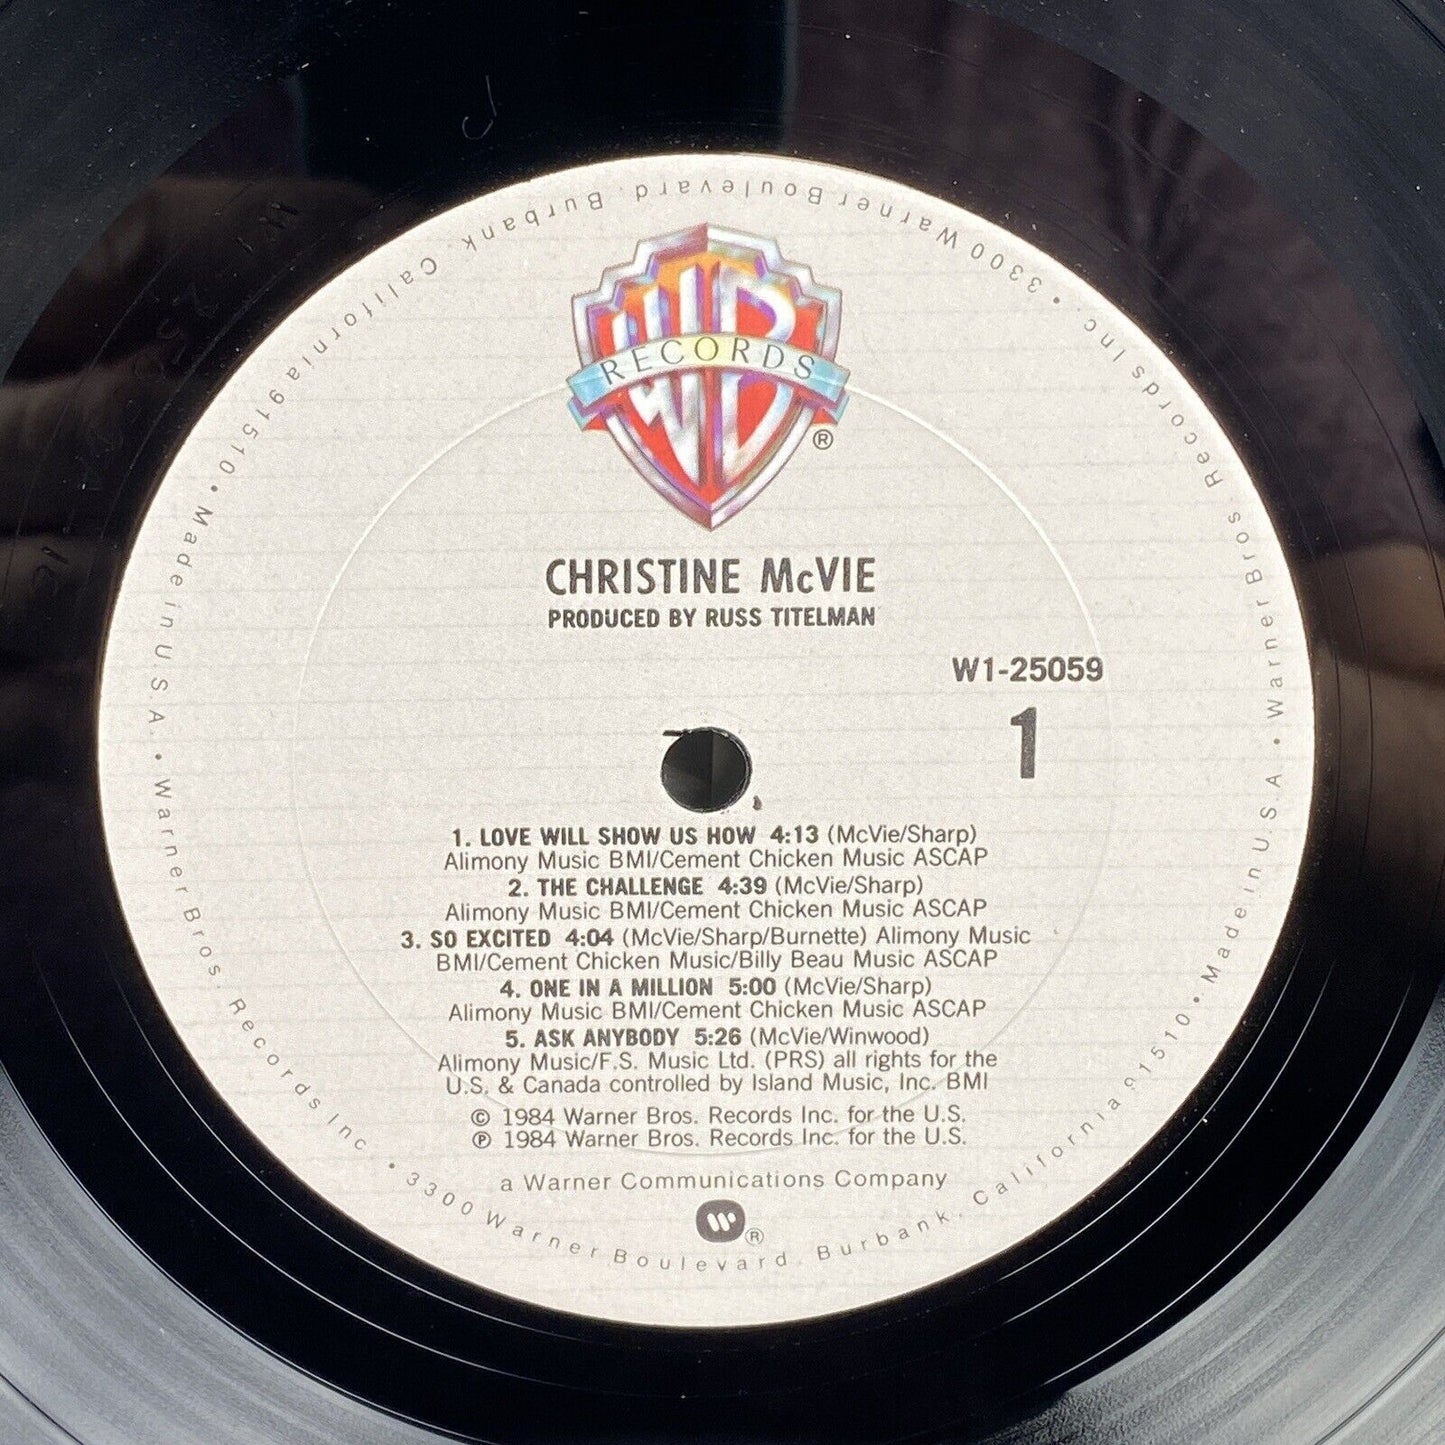 WB
RECORDS
®
CHRISTINE McVIE
PRODUCED BY RUSS TITELMAN
W1-25059
1
1. LOVE WILL SHOW US HOW 4:13 (McVie/Sharp)
Alimony Music BMI/Cement Chicken Music ASCAP
2. THE CHALLENGE 4:39 (McVie/Sharp)
Alimony Music BMI/Cement Chicken Music ASCAP
3. SO EXCITED 4:04 (McVie/Sharp/Burnette) Alimony Music
BMI/Cement Chicken Music/Billy Beau Music ASCAP
4. ONE IN A MILLION 5:00 (McVie/Sharp)
Alimony Music BMI/Cement Chicken Music ASCAP
5. ASK ANYBODY 5:26 (McVie/Winwood)
Alimony Music/F.S. Music Ltd. (PRS) all rights for the
U.S. & Canada controlled by Island Music, Inc. BMI
© 1984 Warner Bros. Records Inc. for the U.S.
℗ 1984 Warner Bros. Records Inc. for the U.S.
a Warner Communications Company
W ®
• Warner Bros. Records Inc. • 3300 Warner Boulevard, Burbank, California 91510 • Made in U.S.A. • Warner Bros. Records Inc. • 3300 Warner Boulevard, Burbank, California 91510 • Made in U.S.A.